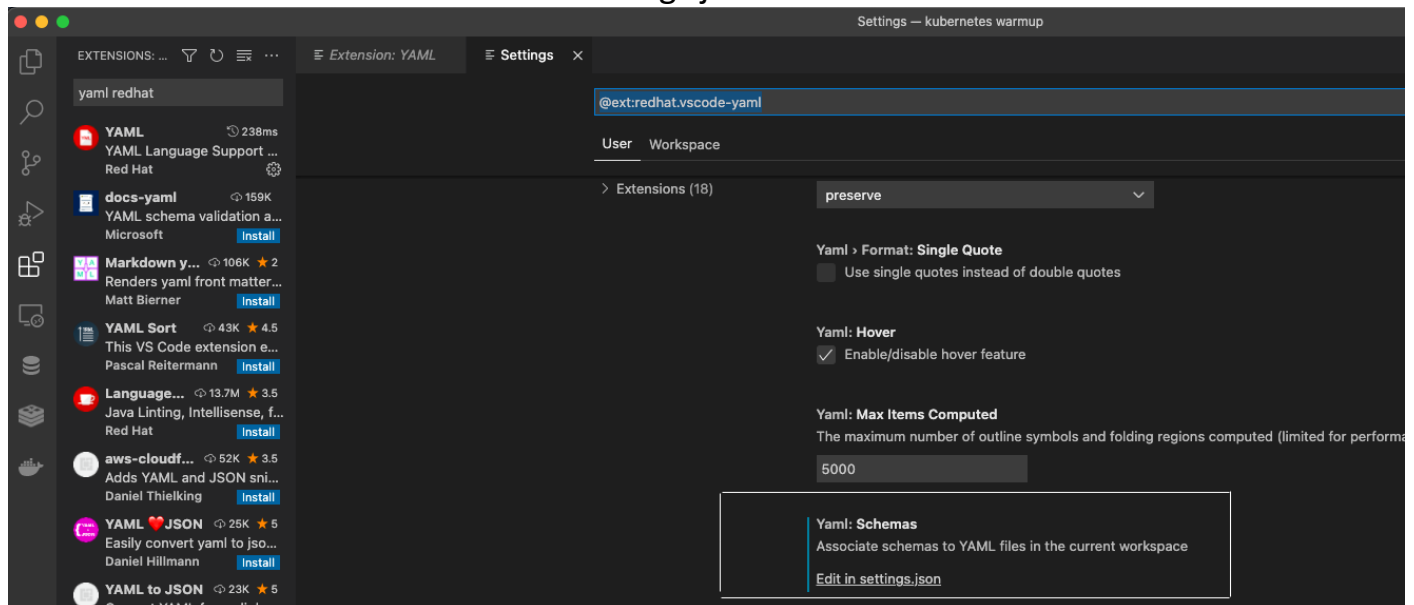 Settings — kubernetes warmup
EXTENSIONS: ...
Extension: YAML
Settings
yaml redhat
@ext:redhat.vscode-yaml
User Workspace
YAML 238ms
YAML Language Support ...
Red Hat
docs-yaml 159K
YAML schema validation a...
Microsoft Install
Markdown y... 106K ★ 2
Renders yaml front matter...
Matt Bierner Install
YAML Sort 43K ★ 4.5
This VS Code extension e...
Pascal Reitermann Install
Language... 13.7M ★ 3.5
Java Linting, Intellisense, f...
Red Hat Install
aws-cloudf... 52K ★ 3.5
Adds YAML and JSON sni...
Daniel Thielking Install
YAML ❤️JSON 25K ★ 5
Easily convert yaml to jso...
Daniel Hillmann Install
YAML to JSON 23K ★ 5
> Extensions (18)
preserve
Yaml › Format: Single Quote
Use single quotes instead of double quotes
Yaml: Hover
Enable/disable hover feature
Yaml: Max Items Computed
The maximum number of outline symbols and folding regions computed (limited for performa
5000
Yaml: Schemas
Associate schemas to YAML files in the current workspace
Edit in settings.json